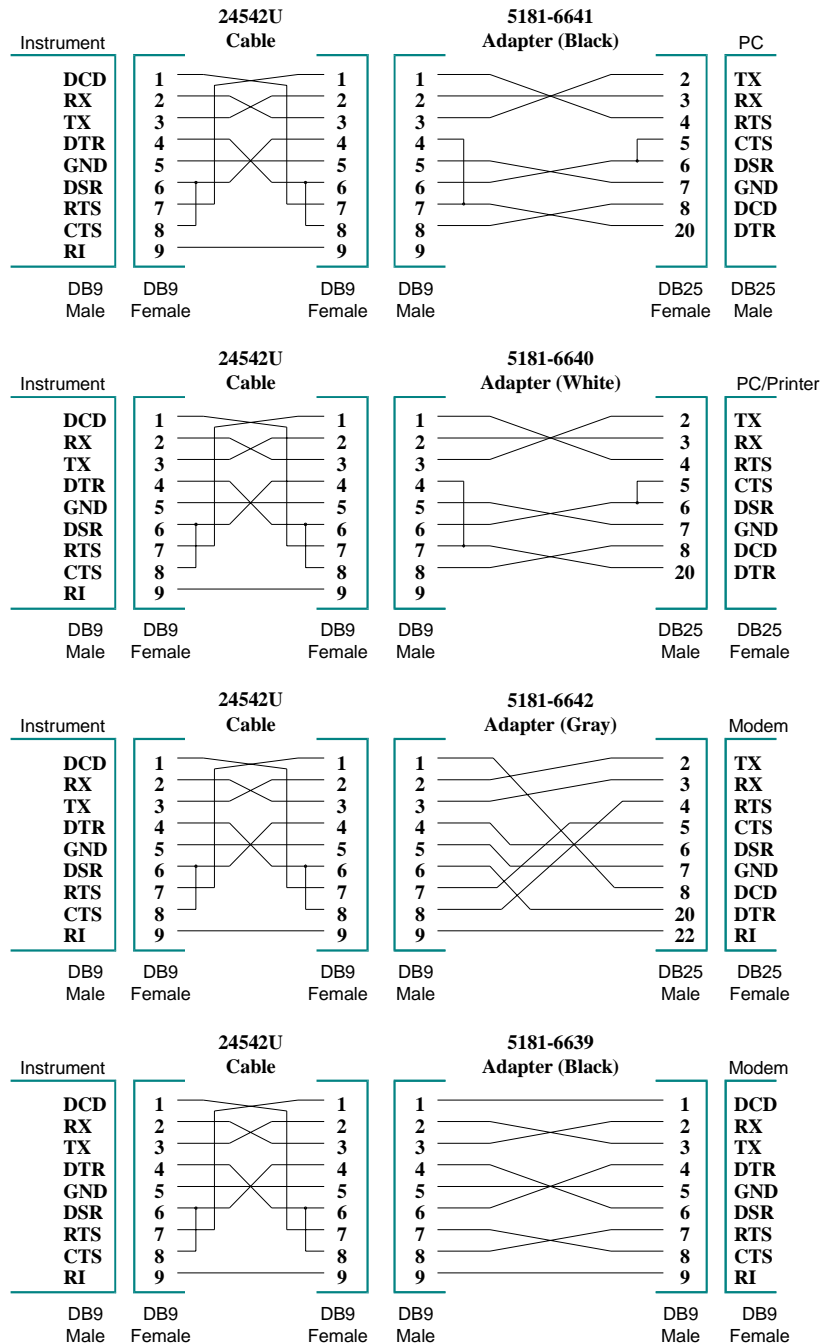 24542U 5181-6641
Instrument Cable Adapter (Black) PC
DCD 1 1 1 2 TX
RX 2 2 2 3 RX
TX 3 3 3 4 RTS
DTR 4 4 4 5 CTS
GND 5 5 5 6 DSR
DSR 6 6 6 7 GND
RTS 7 7 7 8 DCD
CTS 8 8 8 20 DTR
RI 9 9 9
DB9 DB9 DB9 DB9 DB25 DB25
Male Female Female Male Female Male
24542U 5181-6640
Instrument Cable Adapter (White) PC/Printer
DCD 1 1 1 2 TX
RX 2 2 2 3 RX
TX 3 3 3 4 RTS
DTR 4 4 4 5 CTS
GND 5 5 5 6 DSR
DSR 6 6 6 7 GND
RTS 7 7 7 8 DCD
CTS 8 8 8 20 DTR
RI 9 9 9
DB9 DB9 DB9 DB9 DB25 DB25
Male Female Female Male Male Female
24542U 5181-6642
Instrument Cable Adapter (Gray) Modem
DCD 1 1 1 2 TX
RX 2 2 2 3 RX
TX 3 3 3 4 RTS
DTR 4 4 4 5 CTS
GND 5 5 5 6 DSR
DSR 6 6 6 7 GND
RTS 7 7 7 8 DCD
CTS 8 8 8 20 DTR
RI 9 9 9 22 RI
DB9 DB9 DB9 DB9 DB25 DB25
Male Female Female Male Male Female
24542U 5181-6639
Instrument Cable Adapter (Black) Modem
DCD 1 1 1 1 DCD
RX 2 2 2 2 RX
TX 3 3 3 3 TX
DTR 4 4 4 4 DTR
GND 5 5 5 5 GND
DSR 6 6 6 6 DSR
RTS 7 7 7 7 RTS
CTS 8 8 8 8 CTS
RI 9 9 9 9 RI
DB9 DB9 DB9 DB9 DB9 DB9
Male Female Female Male Male Female